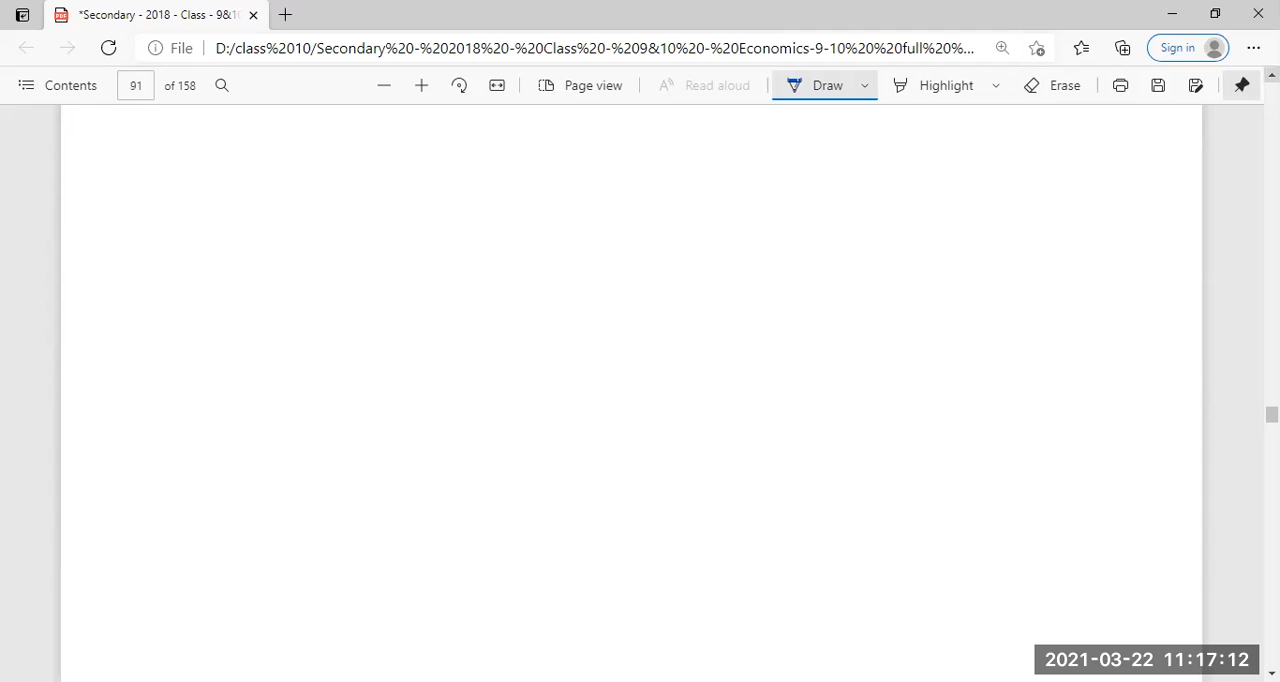 *Secondary - 2018 - Class - 9&10
File
D:/class%2010/Secondary%20-%202018%20-%20Class%20-%209&10%20-%20Economics-9-10%20%20full%20%...
Sign in
Contents
91
of 158
Page view
Read aloud
Draw
Highlight
Erase
2021-03-22 11:17:12